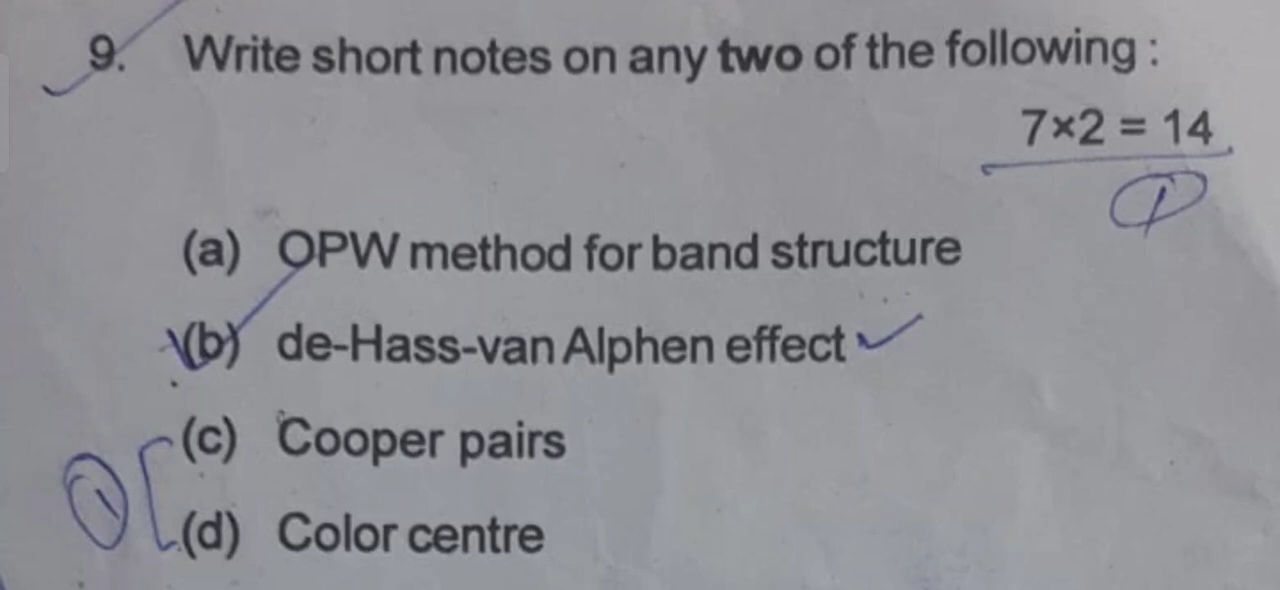 9. Write short notes on any two of the following :
7×2 = 14
(a) OPW method for band structure
(b) de-Hass-van Alphen effect
(c) Cooper pairs
(d) Color centre